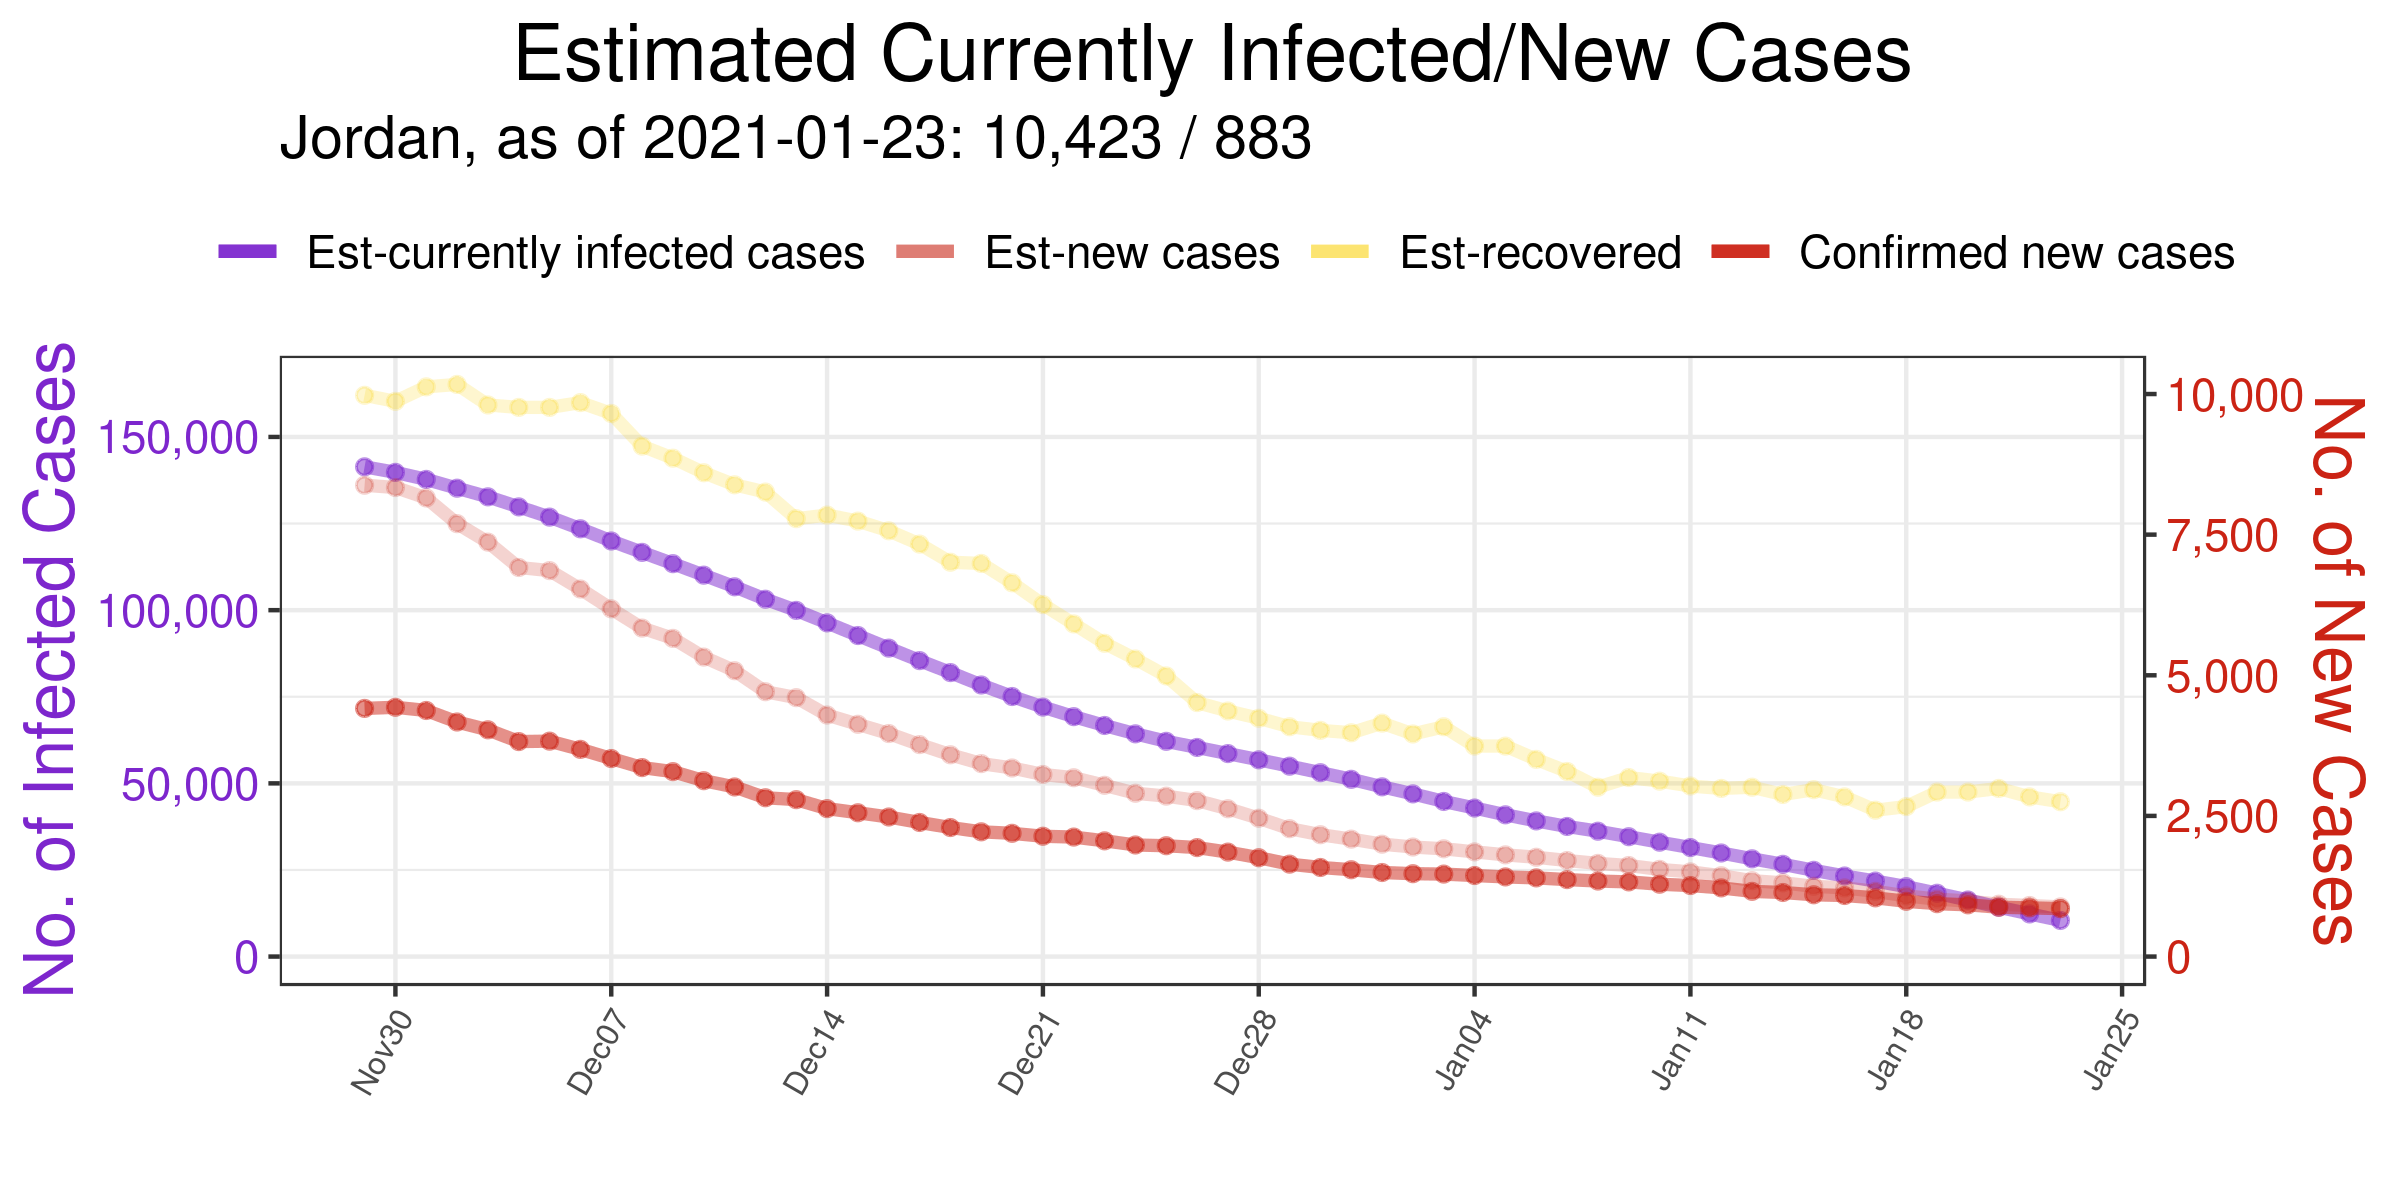 Estimated Currently Infected/New Cases
Jordan, as of 2021-01-23: 10,423 / 883
Est-currently infected cases Est-new cases Est-recovered Confirmed new cases
No. of Infected Cases
150,000
100,000
50,000
0
10,000
7,500
5,000
2,500
0
No. of New Cases
Nov30 Dec07 Dec14 Dec21 Dec28 Jan04 Jan11 Jan18 Jan25